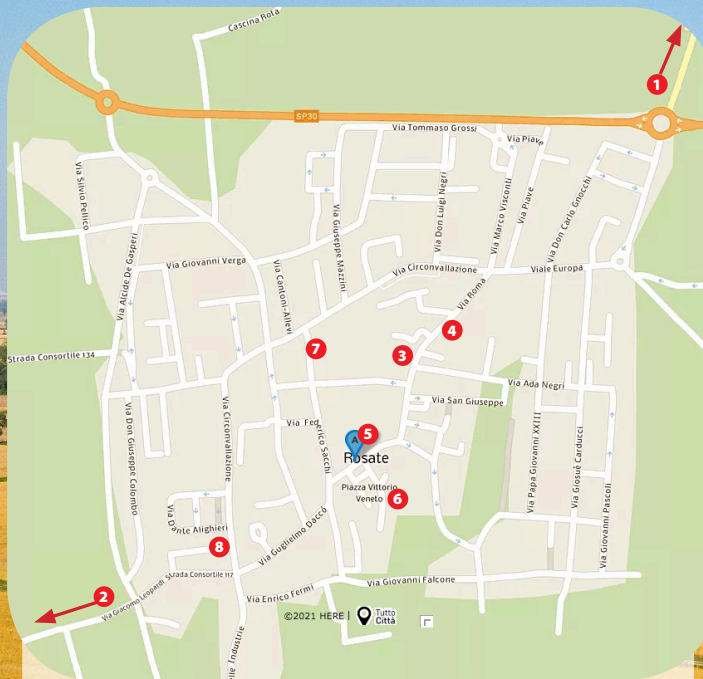 Cascina Rota
1
SP30
Via Tommaso Grossi
Via Piave
Via Silvio Pellico
Via Alcide De Gasperi
Via Giovanni Verga
Via Giuseppe Mazzini
Via Cantoni-Ailevi
Via Don Luigi Negri
Via Marco Visconti
Via Piave
Via Don Carlo Gnocchi
Via Circonvallazione
Viale Europa
Via Roma
4
3
7
Strada Consortile 134
Via Ada Negri
Via San Giuseppe
Via Don Giuseppe Colombo
Via Circonvallazione
Via Federico Sacchi
A
5
Rosate
Piazza Vittorio
Veneto
6
Via Papa Giovanni XXIII
Via Giosuè Carducci
Via Giovanni Pascoli
Via Dante Alighieri
8
Via Guglielmo Daccò
Strada Consortile 117
Via Giacomo Leopardi
2
Via Enrico Fermi
Via Giovanni Falcone
©2021 HERE |
Tutto
Città
elle Industrie